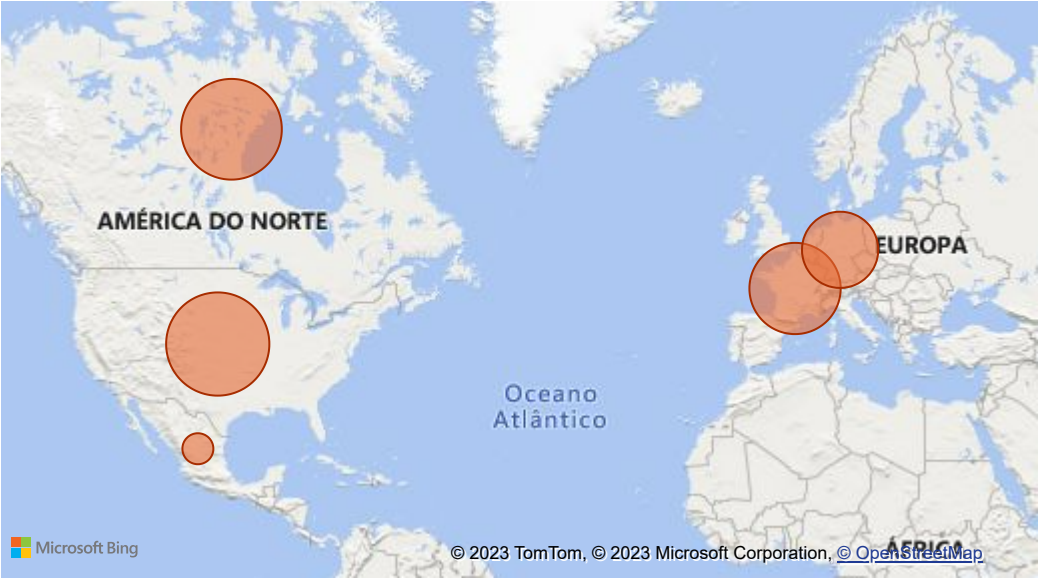 AMÉRICA DO NORTE
EUROPA
Oceano
Atlântico
ÁFRICA
Microsoft Bing
© 2023 TomTom, © 2023 Microsoft Corporation, © OpenStreetMap